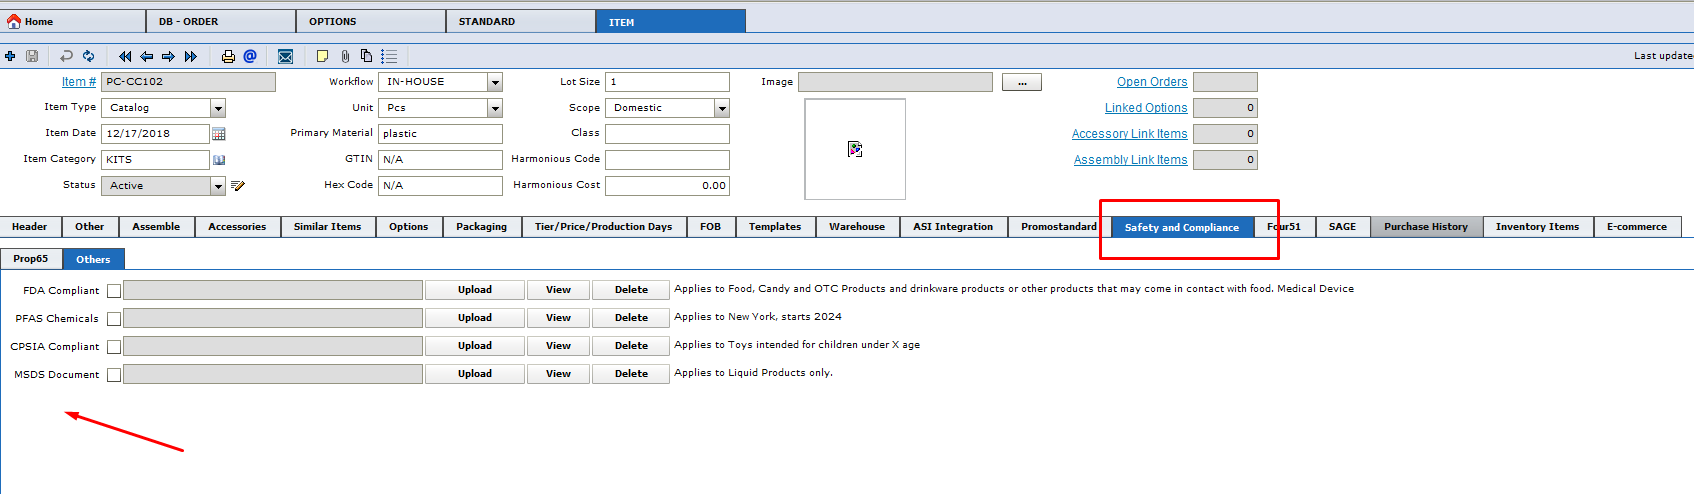 Home DB - ORDER OPTIONS STANDARD ITEM
Last update
Item # PC-CC102 Workflow IN-HOUSE Lot Size 1 Image ... Open Orders
Item Type Catalog Unit Pcs Scope Domestic Linked Options 0
Item Date 12/17/2018 Primary Material plastic Class Accessory Link Items 0
Item Category KITS GTIN N/A Harmonious Code Assembly Link Items 0
Status Active Hex Code N/A Harmonious Cost 0.00
Header Other Assemble Accessories Similar Items Options Packaging Tier/Price/Production Days FOB Templates Warehouse ASI Integration Promostandard Safety and Compliance Four51 SAGE Purchase History Inventory Items E-commerce
Prop65 Others
FDA Compliant Upload View Delete Applies to Food, Candy and OTC Products and drinkware products or other products that may come in contact with food. Medical Device
PFAS Chemicals Upload View Delete Applies to New York, starts 2024
CPSIA Compliant Upload View Delete Applies to Toys intended for children under X age
MSDS Document Upload View Delete Applies to Liquid Products only.